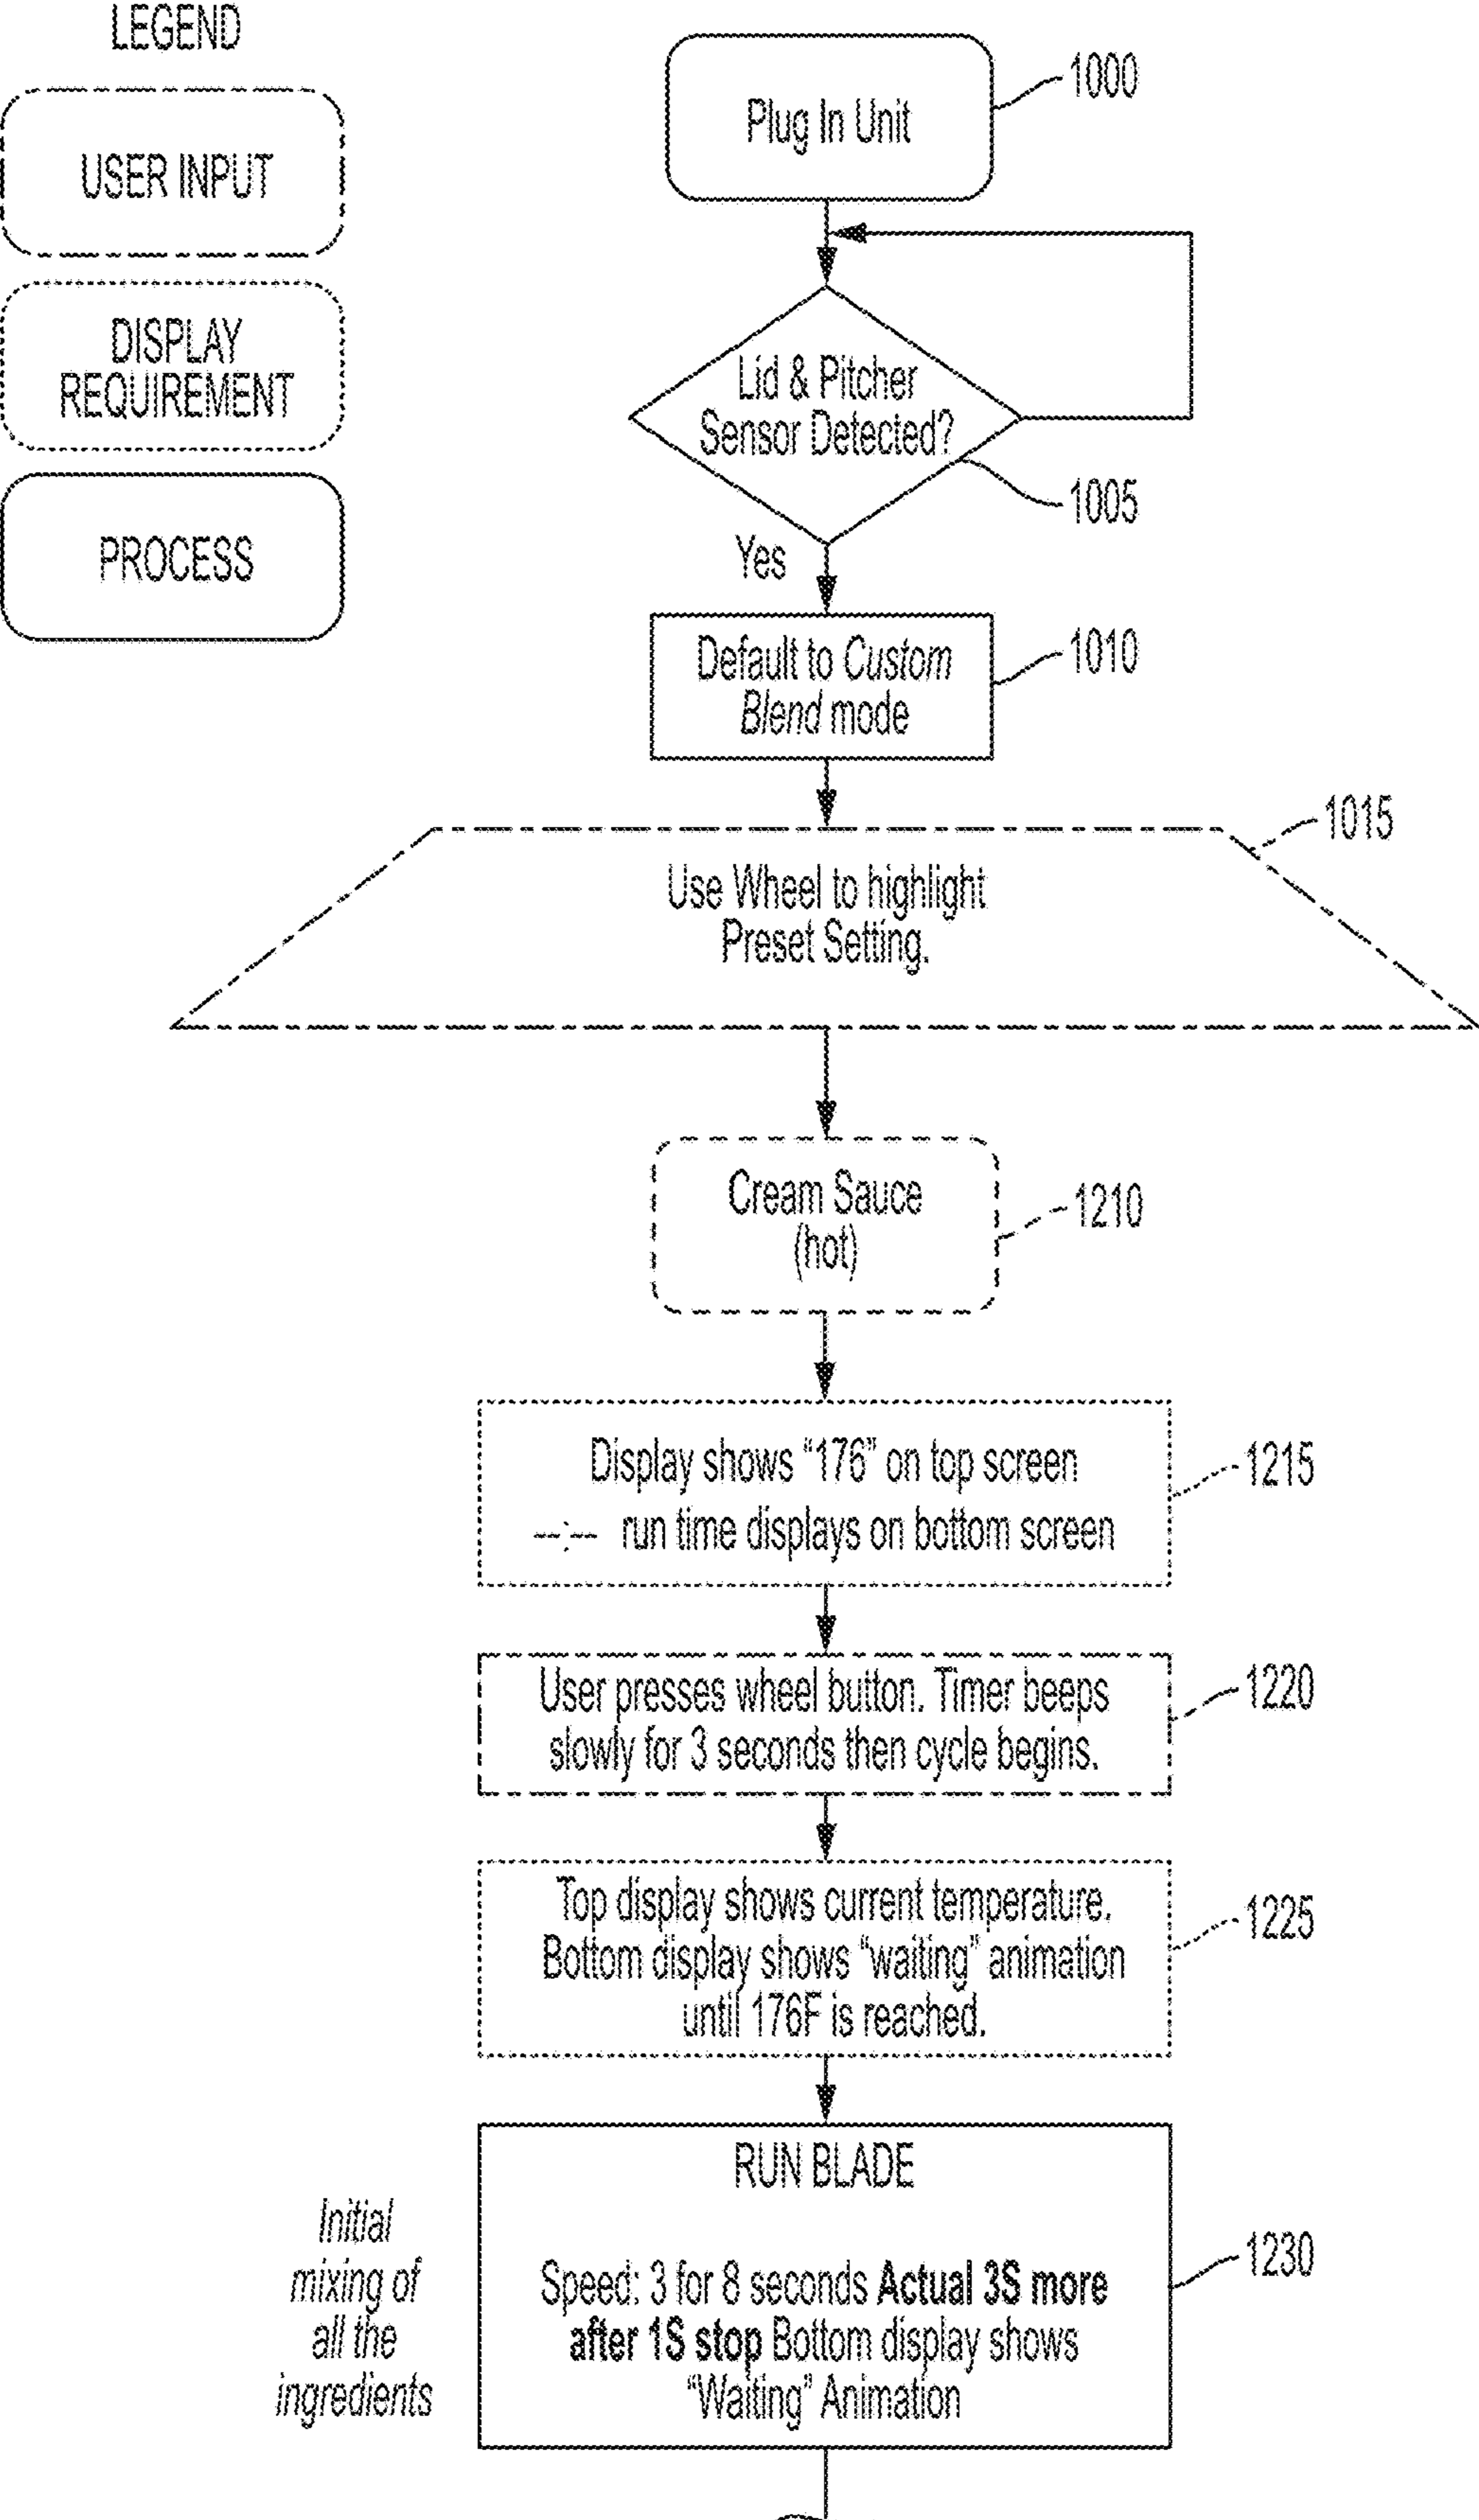 LEGEND
USER INPUT
DISPLAY
REQUIREMENT
PROCESS
Plug In Unit
1000
Lid & Pitcher
Sensor Detected?
1005
Yes
Default to Custom
Blend mode
1010
1015
Use Wheel to highlight
Preset Setting.
Cream Sauce
(hot)
1210
Display shows “176” on top screen
--:-- run time displays on bottom screen
1215
User presses wheel button. Timer beeps
slowly for 3 seconds then cycle begins.
1220
Top display shows current temperature.
Bottom display shows “waiting” animation
until 176F is reached.
1225
Initial
mixing of
all the
ingredients
RUN BLADE
Speed: 3 for 8 seconds Actual 3S more
after 1S stop Bottom display shows
“Waiting” Animation
1230